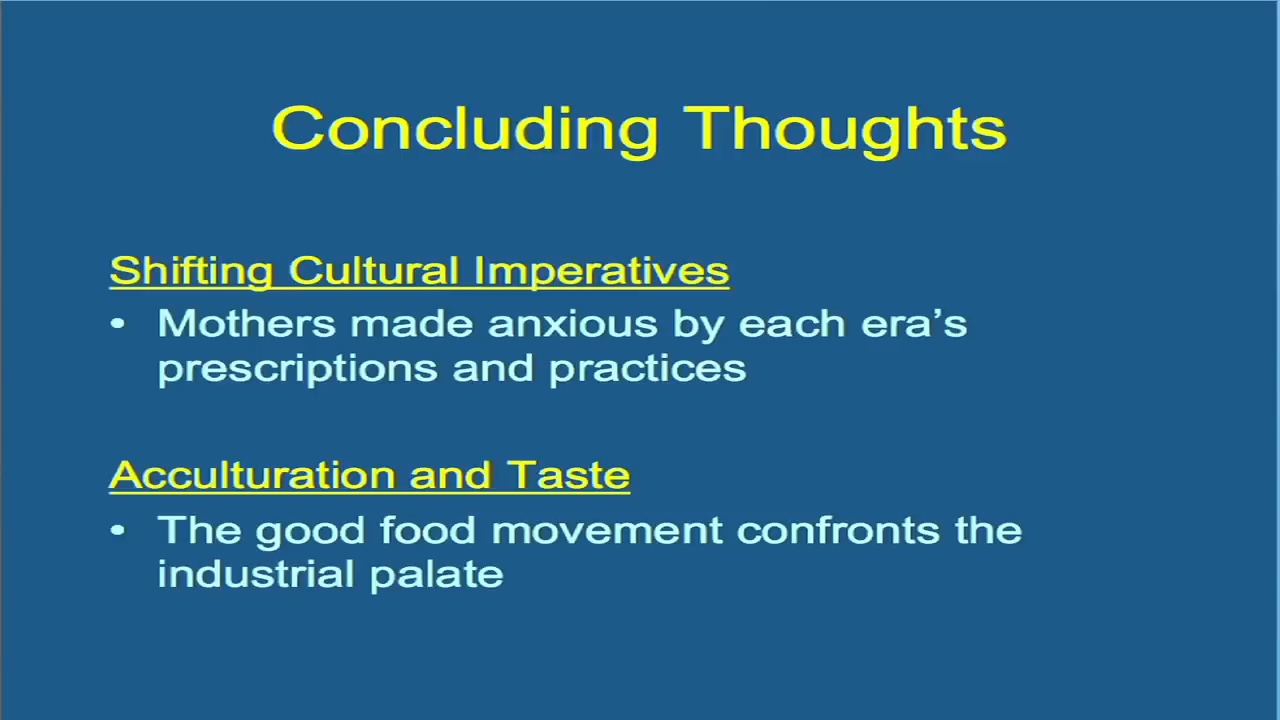 Concluding Thoughts
Shifting Cultural Imperatives
• Mothers made anxious by each era’s
prescriptions and practices
Acculturation and Taste
• The good food movement confronts the
industrial palate